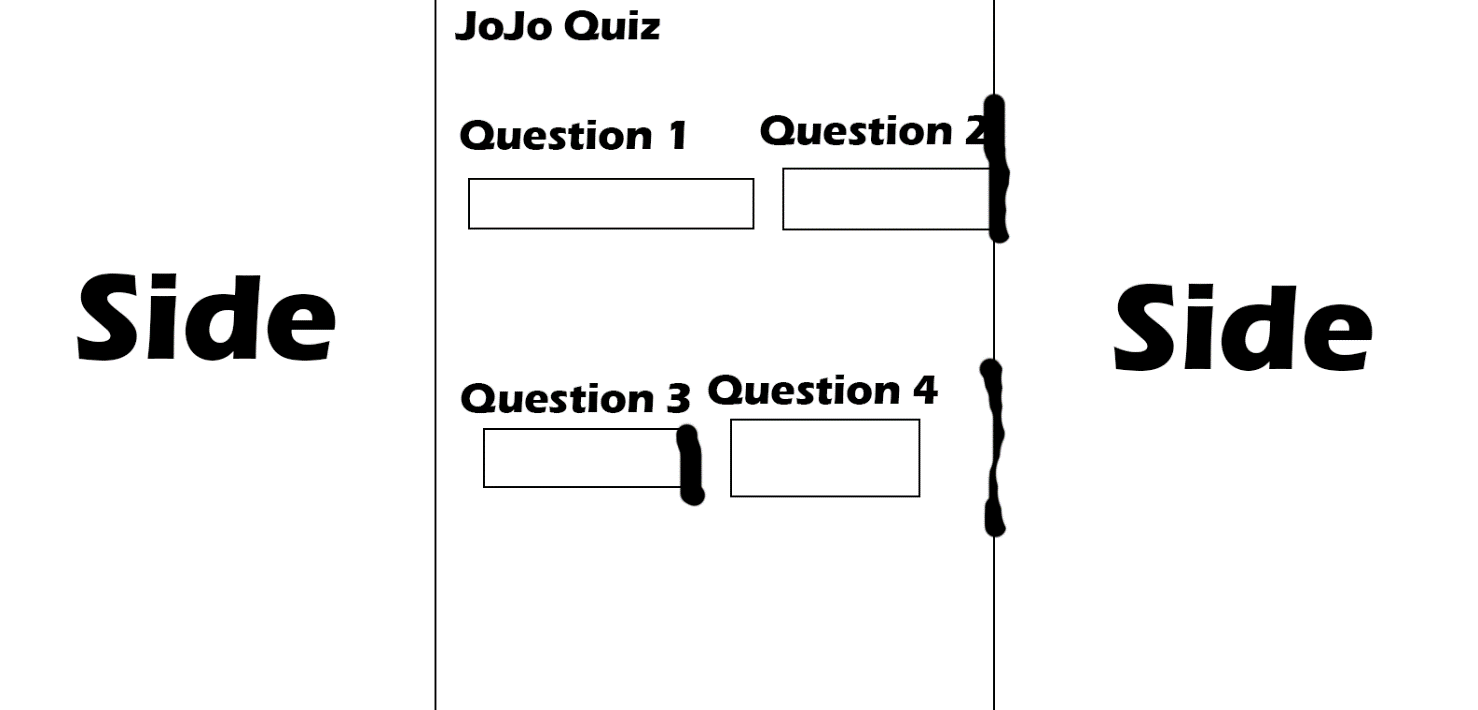 JoJo Quiz
Question 1
Question 2
Side
Side
Question 3
Question 4